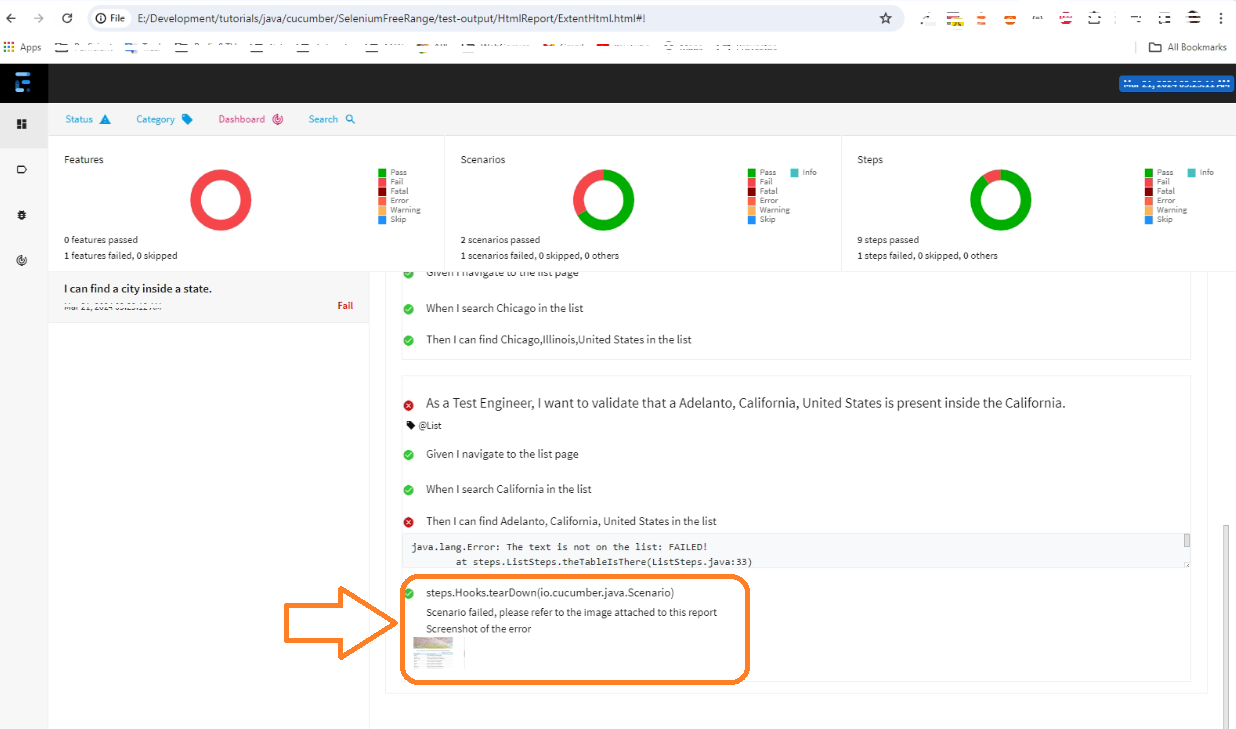 File E:/Development/tutorials/java/cucumber/SeleniumFreeRange/test-output/HtmlReport/ExtentHtml.html#!
Apps
All Bookmarks
Status Category Dashboard Search
Features
Pass
Fail
Fatal
Error
Warning
Skip
0 features passed
1 features failed, 0 skipped
Scenarios
Pass Info
Fail
Fatal
Error
Warning
Skip
2 scenarios passed
1 scenarios failed, 0 skipped, 0 others
Steps
Pass Info
Fail
Fatal
Error
Warning
Skip
9 steps passed
1 steps failed, 0 skipped, 0 others
I can find a city inside a state.
Fail
Given I navigate to the list page
When I search Chicago in the list
Then I can find Chicago,Illinois,United States in the list
As a Test Engineer, I want to validate that a Adelanto, California, United States is present inside the California.
@List
Given I navigate to the list page
When I search California in the list
Then I can find Adelanto, California, United States in the list
java.lang.Error: The text is not on the list: FAILED!
at steps.ListSteps.theTableIsThere(ListSteps.java:33)
steps.Hooks.tearDown(io.cucumber.java.Scenario)
Scenario failed, please refer to the image attached to this report
Screenshot of the error